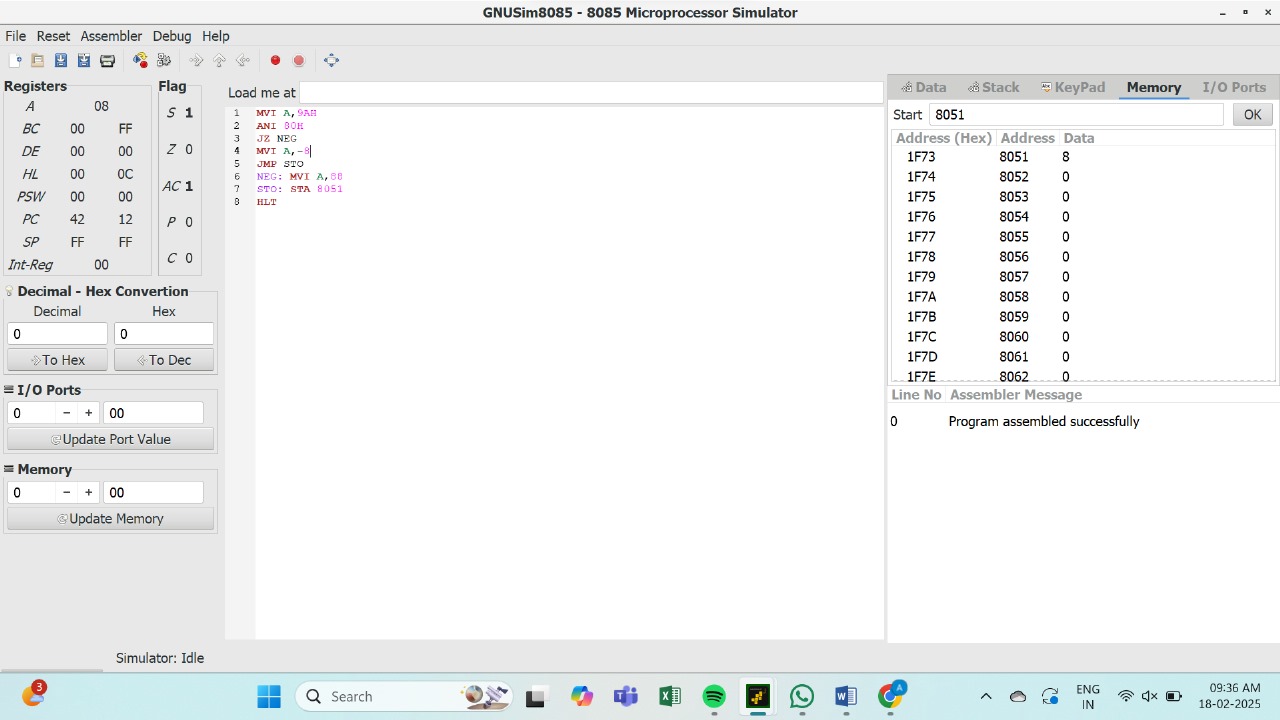 GNUSim8085 - 8085 Microprocessor Simulator
File Reset Assembler Debug Help
Registers
A 08
BC 00 FF
DE 00 00
HL 00 0C
PSW 00 00
PC 42 12
SP FF FF
Int-Reg 00
Flag
S 1
Z 0
AC 1
P 0
C 0
Decimal - Hex Convertion
Decimal Hex
0 0
To Hex To Dec
I/O Ports
0 - + 00
Update Port Value
Memory
0 - + 00
Update Memory
Load me at
1 MVI A,9AH
2 ANI 80H
3 JZ NEG
4 MVI A,-8
5 JMP STO
6 NEG: MVI A,88
7 STO: STA 8051
8 HLT
Data Stack KeyPad Memory I/O Ports
Start 8051 OK
Address (Hex) Address Data
1F73 8051 8
1F74 8052 0
1F75 8053 0
1F76 8054 0
1F77 8055 0
1F78 8056 0
1F79 8057 0
1F7A 8058 0
1F7B 8059 0
1F7C 8060 0
1F7D 8061 0
1F7E 8062 0
Line No Assembler Message
0 Program assembled successfully
Simulator: Idle
3
Search
A
ENG
IN
09:36 AM
18-02-2025